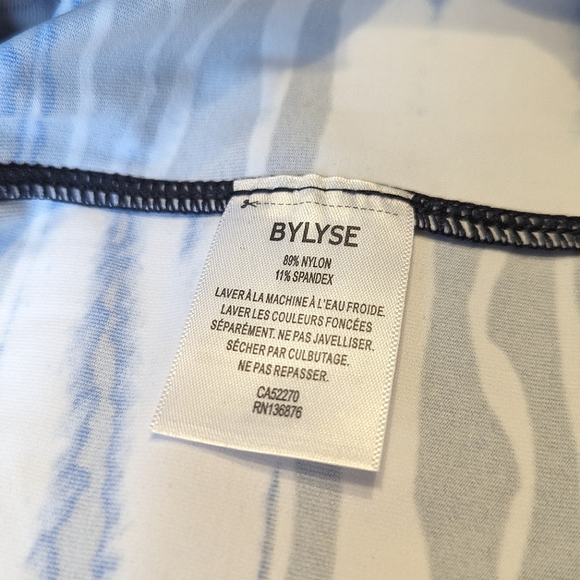 BYLYSE
89% NYLON
11% SPANDEX
LAVER À LA MACHINE À L'EAU FROIDE.
LAVER LES COULEURS FONCÉES
SÉPARÉMENT. NE PAS JAVELLISER.
SÉCHER PAR CULBUTAGE.
NE PAS REPASSER.
CA52270
RN136876